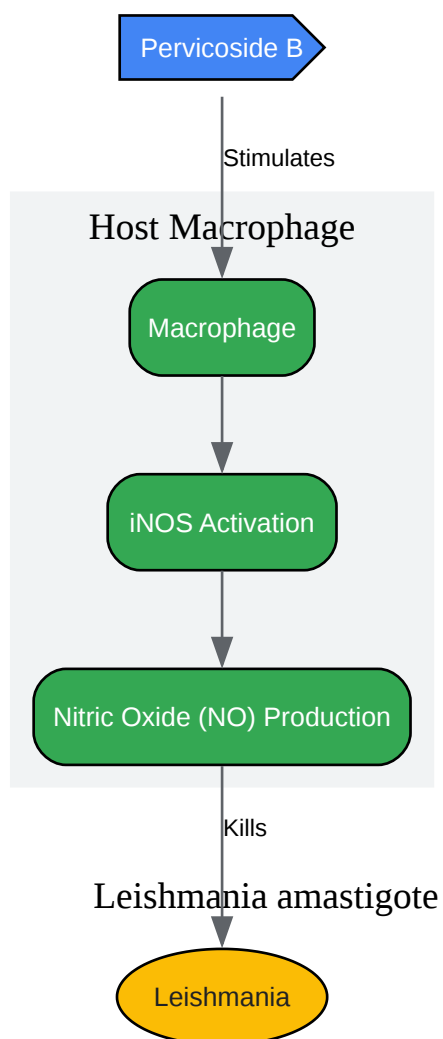 Pervicoside B
Stimulates
Host Macrophage
Macrophage
iNOS Activation
Nitric Oxide (NO) Production
Kills
Leishmania amastigote
Leishmania